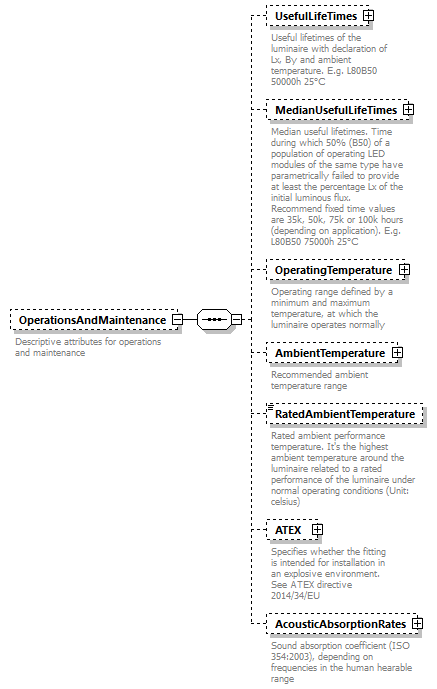 UsefulLifeTimes
Useful lifetimes of the
luminaire with declaration of
Lx, By and ambient
temperature. E.g. L80B50
50000h 25°C
MedianUsefulLifeTimes
Median useful lifetimes. Time
during which 50% (B50) of a
population of operating LED
modules of the same type have
parametrically failed to provide
at least the percentage Lx of the
initial luminous flux.
Recommend fixed time values
are 35k, 50k, 75k or 100k hours
(depending on application). E.g.
L80B50 75000h 25°C
OperatingTemperature
Operating range defined by a
minimum and maximum
temperature, at which the
luminaire operates normally
OperationsAndMaintenance
Descriptive attributes for operations
and maintenance
AmbientTemperature
Recommended ambient
temperature range
RatedAmbientTemperature
Rated ambient performance
temperature. It's the highest
ambient temperature around the
luminaire related to a rated
performance of the luminaire under
normal operating conditions (Unit:
celsius)
ATEX
Specifies whether the fitting
is intended for installation in
an explosive environment.
See ATEX directive
2014/34/EU
AcousticAbsorptionRates
Sound absorption coefficient (ISO
354:2003), depending on
frequencies in the human hearable
range